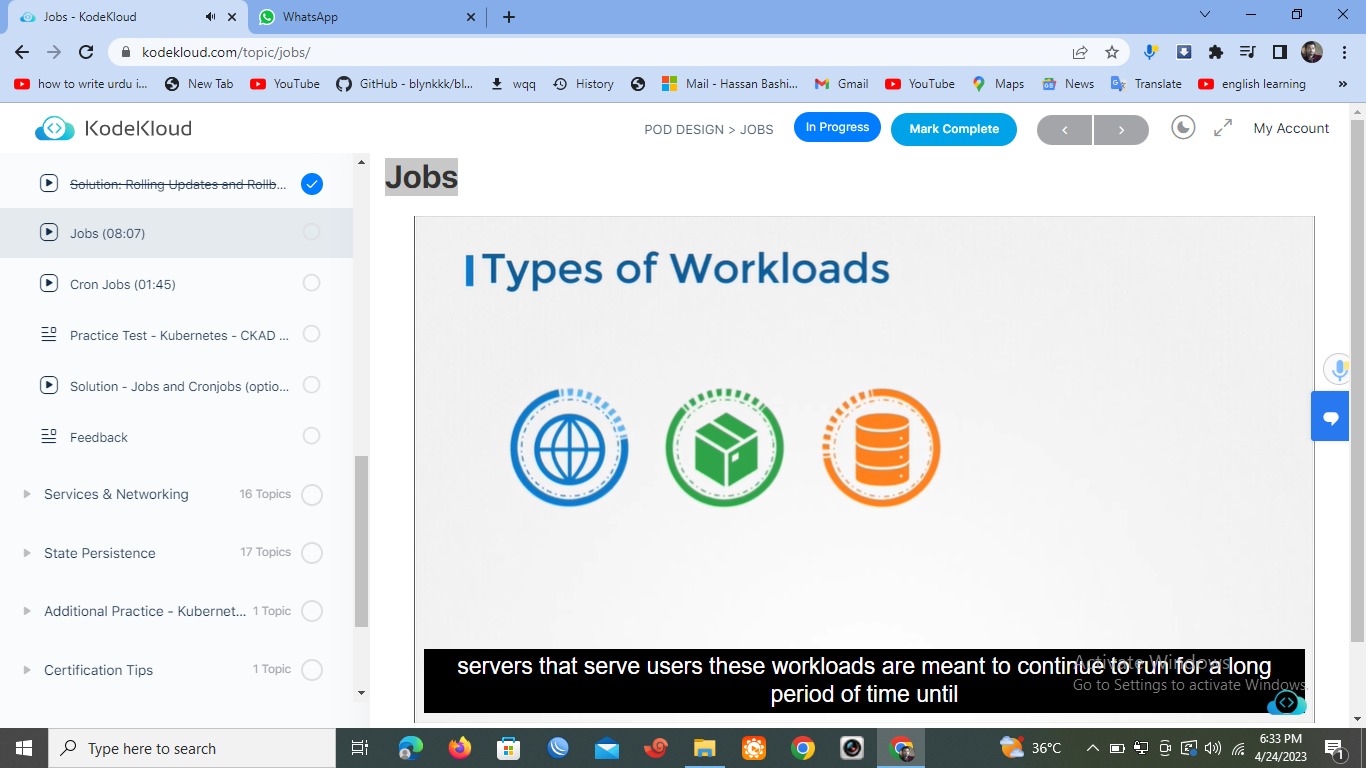 Jobs - KodeKloud
WhatsApp
kodekloud.com/topic/jobs/
how to write urdu i...
New Tab
YouTube
GitHub - blynkkk/bl...
wqq
History
Mail - Hassan Bashi...
Gmail
YouTube
Maps
News
Translate
english learning
KodeKloud
POD DESIGN > JOBS
In Progress
Mark Complete
My Account
Solution: Rolling Updates and Rollb...
Jobs (08:07)
Cron Jobs (01:45)
Practice Test - Kubernetes - CKAD ...
Solution - Jobs and Cronjobs (optio...
Feedback
Services & Networking 16 Topics
State Persistence 17 Topics
Additional Practice - Kubernet... 1 Topic
Certification Tips 1 Topic
Jobs
Types of Workloads
servers that serve users these workloads are meant to continue to run for a long
period of time until
Activate Windows
Go to Settings to activate Windows.
Type here to search
36°C
6:33 PM
4/24/2023
1